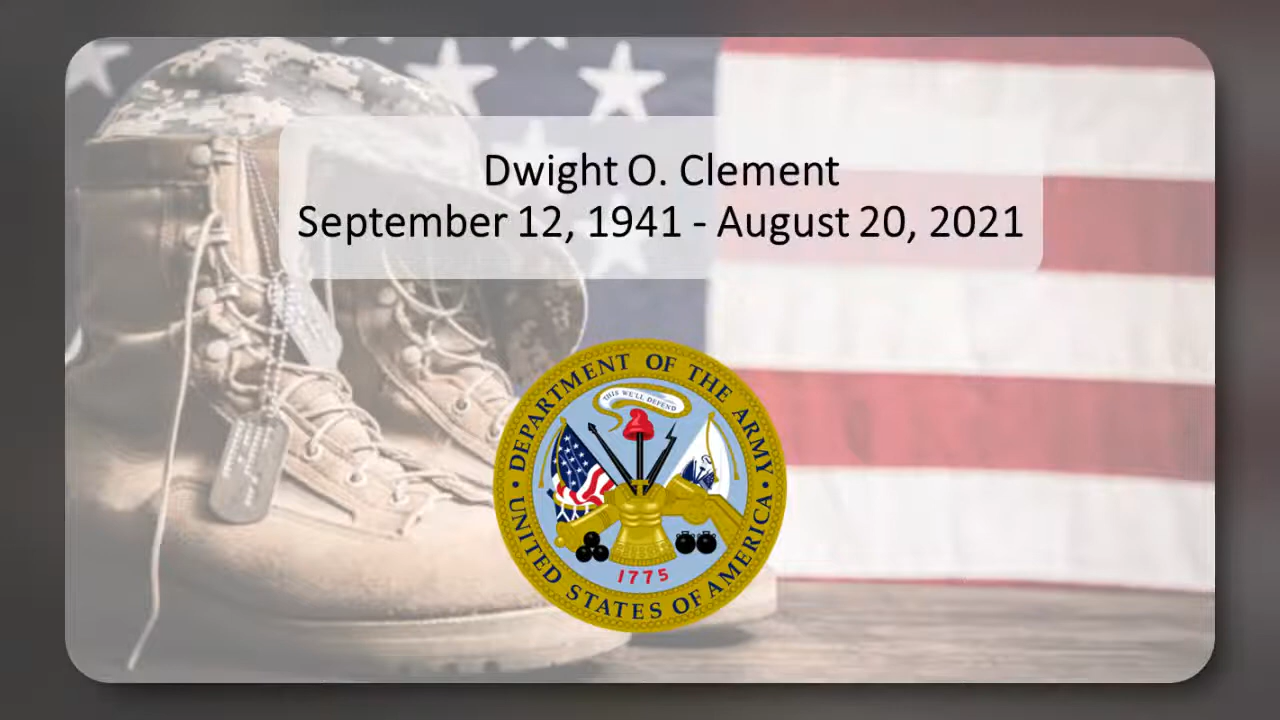 Dwight O. Clement
September 12, 1941 - August 20, 2021
DEPARTMENT OF THE ARMY
THIS WE'LL DEFEND
1775
UNITED STATES OF AMERICA